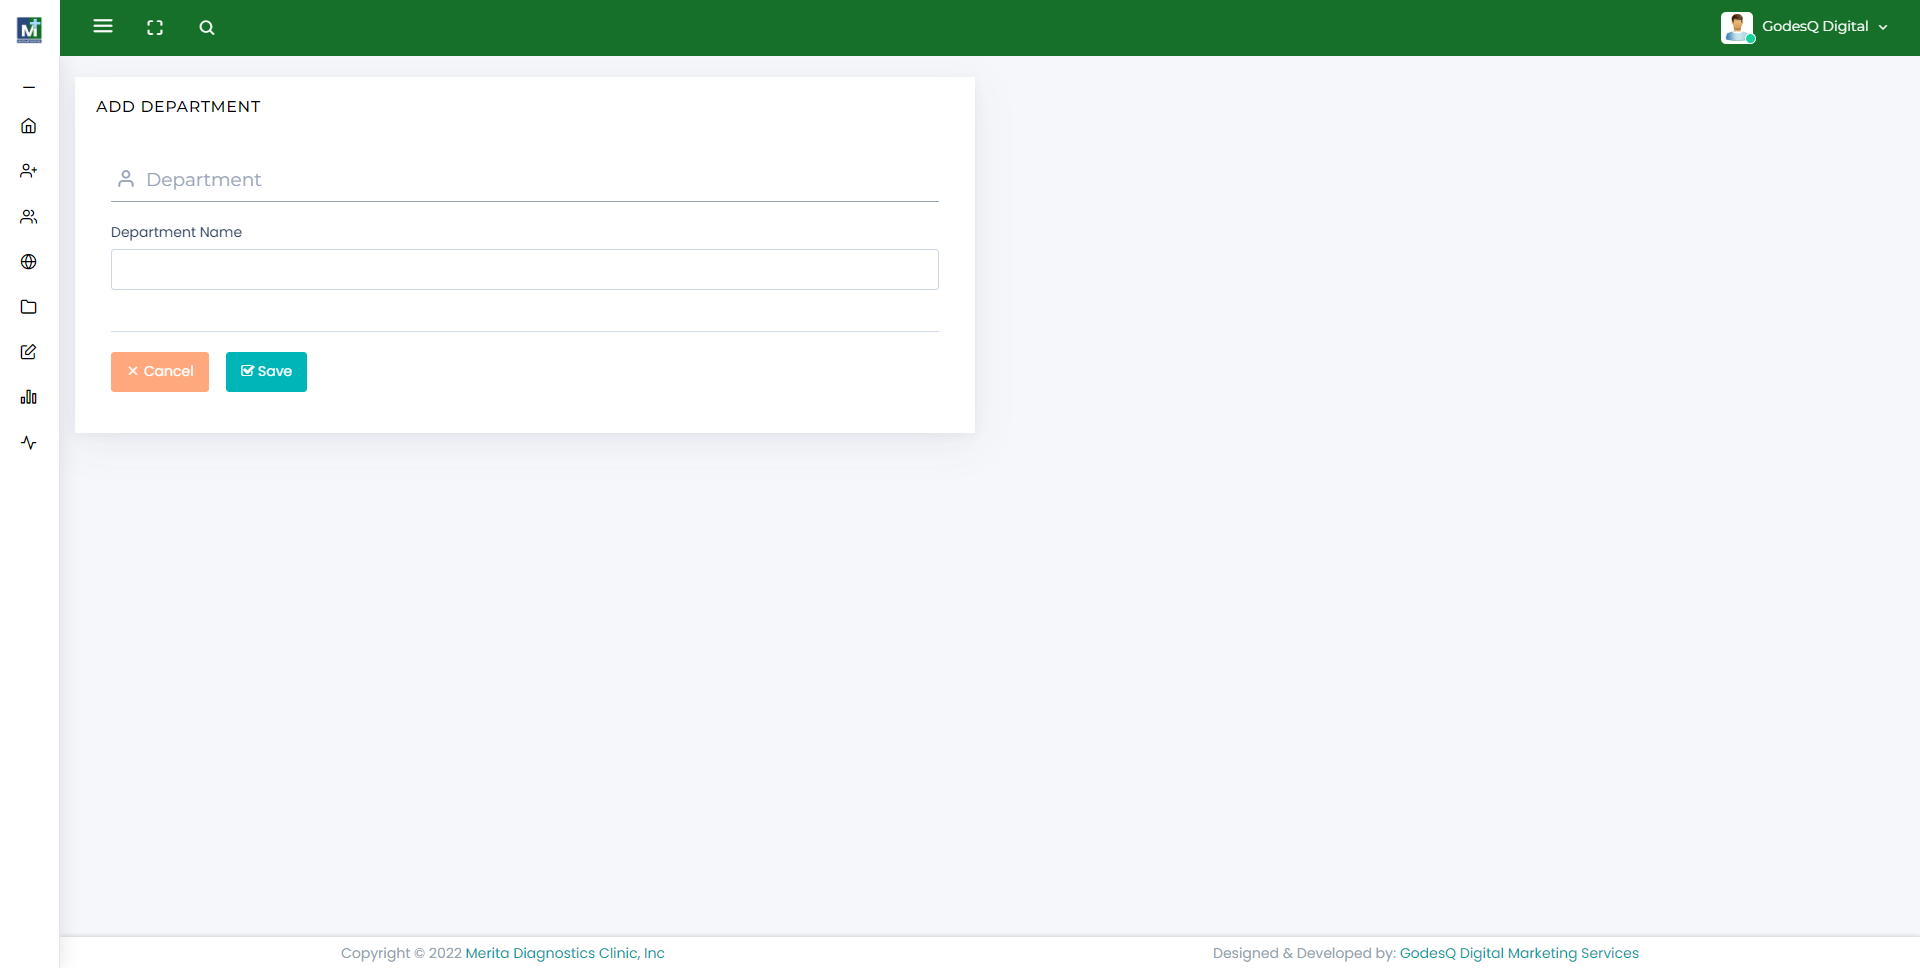 M
GodesQ Digital
ADD DEPARTMENT
Department
Department Name
Cancel
Save
Copyright © 2022 Merita Diagnostics Clinic, Inc
Designed & Developed by: GodesQ Digital Marketing Services